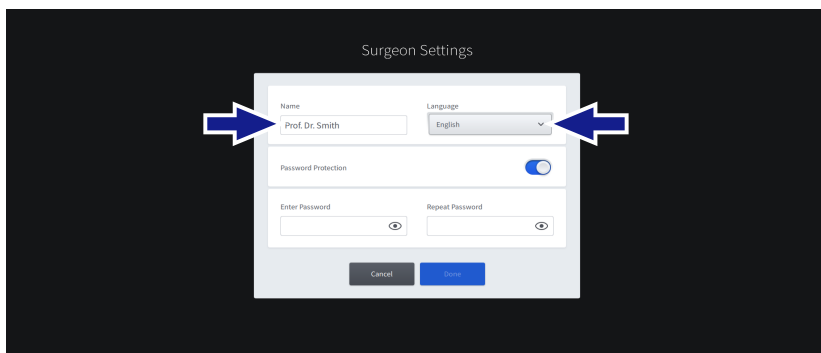 Surgeon Settings
Name
Language
Prof. Dr. Smith
English
Password Protection
Enter Password
Repeat Password
Cancel
Done